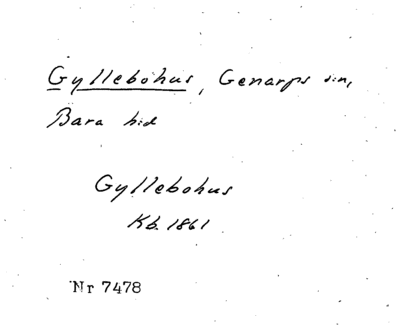 Gyllebohus, Genarps sn,
Bara hd
Gyllebohus
Kb. 1861
Nr 7478